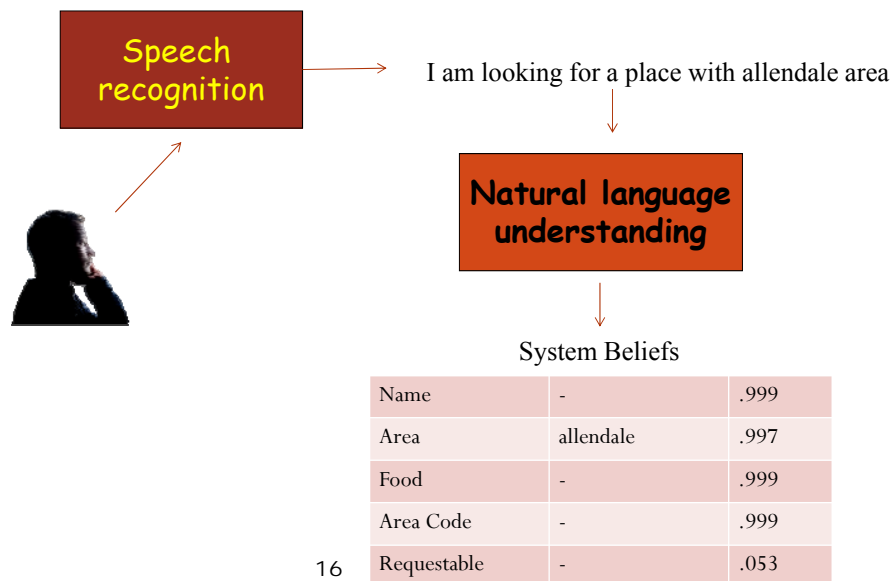 Speech
recognition
I am looking for a place with allendale area
Natural language
understanding
System Beliefs
Name - .999
Area allendale .997
Food - .999
Area Code - .999
Requestable - .053
16